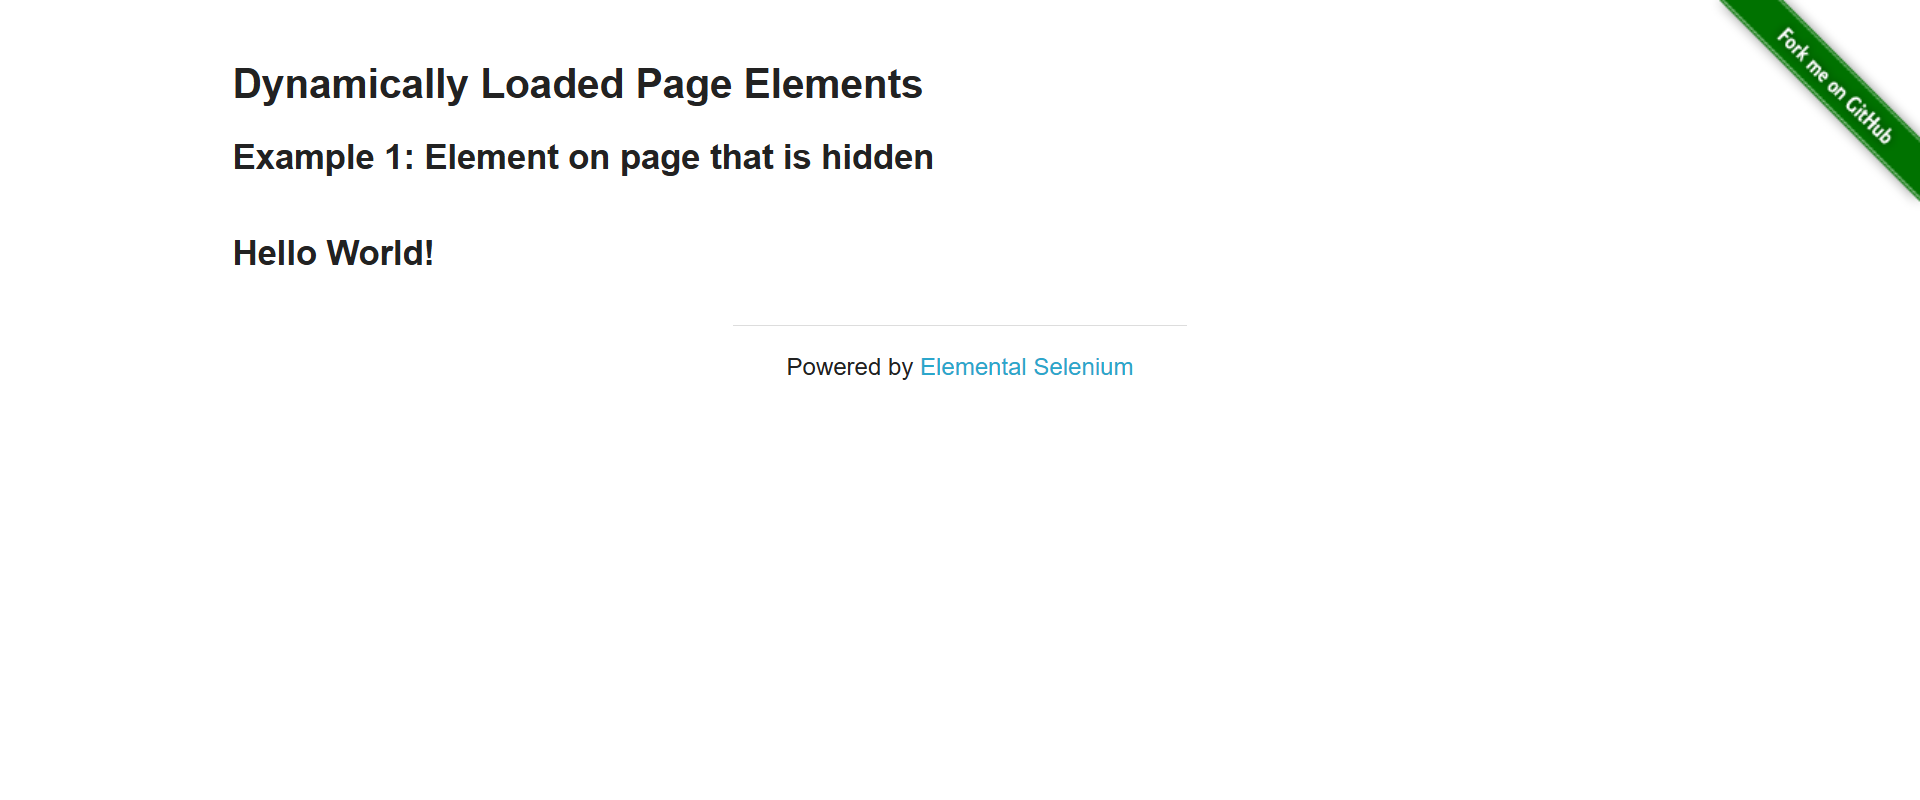 Dynamically Loaded Page Elements
Fork me on GitHub
Example 1: Element on page that is hidden
Hello World!
Powered by Elemental Selenium